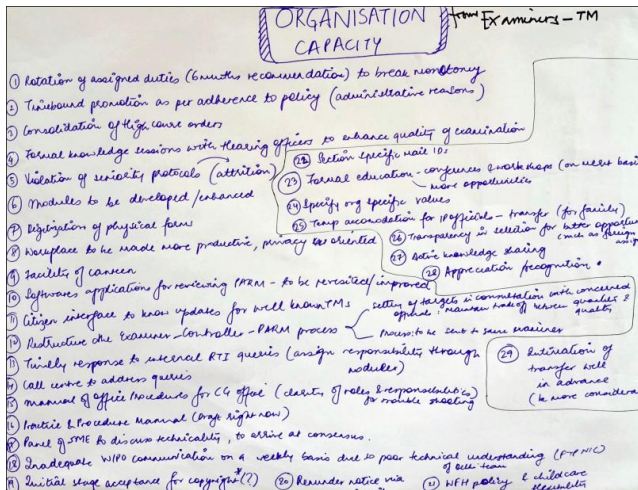 ORGANISATION from Examiners - TM
CAPACITY
① Rotation of assigned duties (6 months recommendation) to break monotony
2 Timebound promotion as per adherence to policy (administrative reasons)
③ Consolidation of High court orders
④ Formal knowledge sessions with Hearing officers to enhance quality of examination
⑤ Violation of seniority protocols (attrition)
⑥ Modules to be developed / enhanced
⑦ Digitization of physical form
⑧ Workplace to be made more productive, privacy oriented
⑨ Facility of canteen
⑩ Softwares application for reviewing PARM - to be revisited / improved
⑪ Citizen interface to know updates for well known TMs
⑫ Restructure the Examiner - Controller - PARM process
setting of targets in consultation with concerned
officials : maintain trade off between quantity &
quality
Process to be sent to same examiner
13 Timely response to internal RTI queries (assign responsibility through
nodules)
14 Call centre to address queries
15 Manual of office Procedures for CG office (clarity of roles & responsibilities)
for trouble shooting
16 Practice & Procedure Manual (Draft right now)
17 Panel of SME to discuss technicality, to arrive at consensus.
18 Inadequate WIPO communication on a weekly basis due to poor technical understanding
of team
19 Initial stage acceptance for copyright * (?)
⑳ Reminder notice via
21 WFH policy & childcare
flexibility
22 Section specific mail IDs
㉓ Formal education - conferences & workshops (on merit basis
more opportunities
㉔ Specify org specific values
㉕ Temp accomodation for IP officials - transfer (for family)
㉖ Transparency in selection for better opportun
(such as foreign
assign
㉗ Active knowledge sharing
㉘ Appreciation / recognition.
㉙ Intimation of
transfer well
in advance
(be more considera